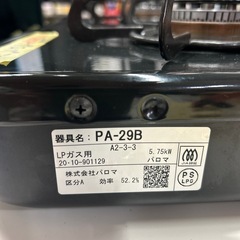 器具名： PA-29B
A2-3-3
LPガス用 5.75kW
20·10-901129 パロマ
株式会社パロマ
区分A 効率 52.2%
PS
LPG